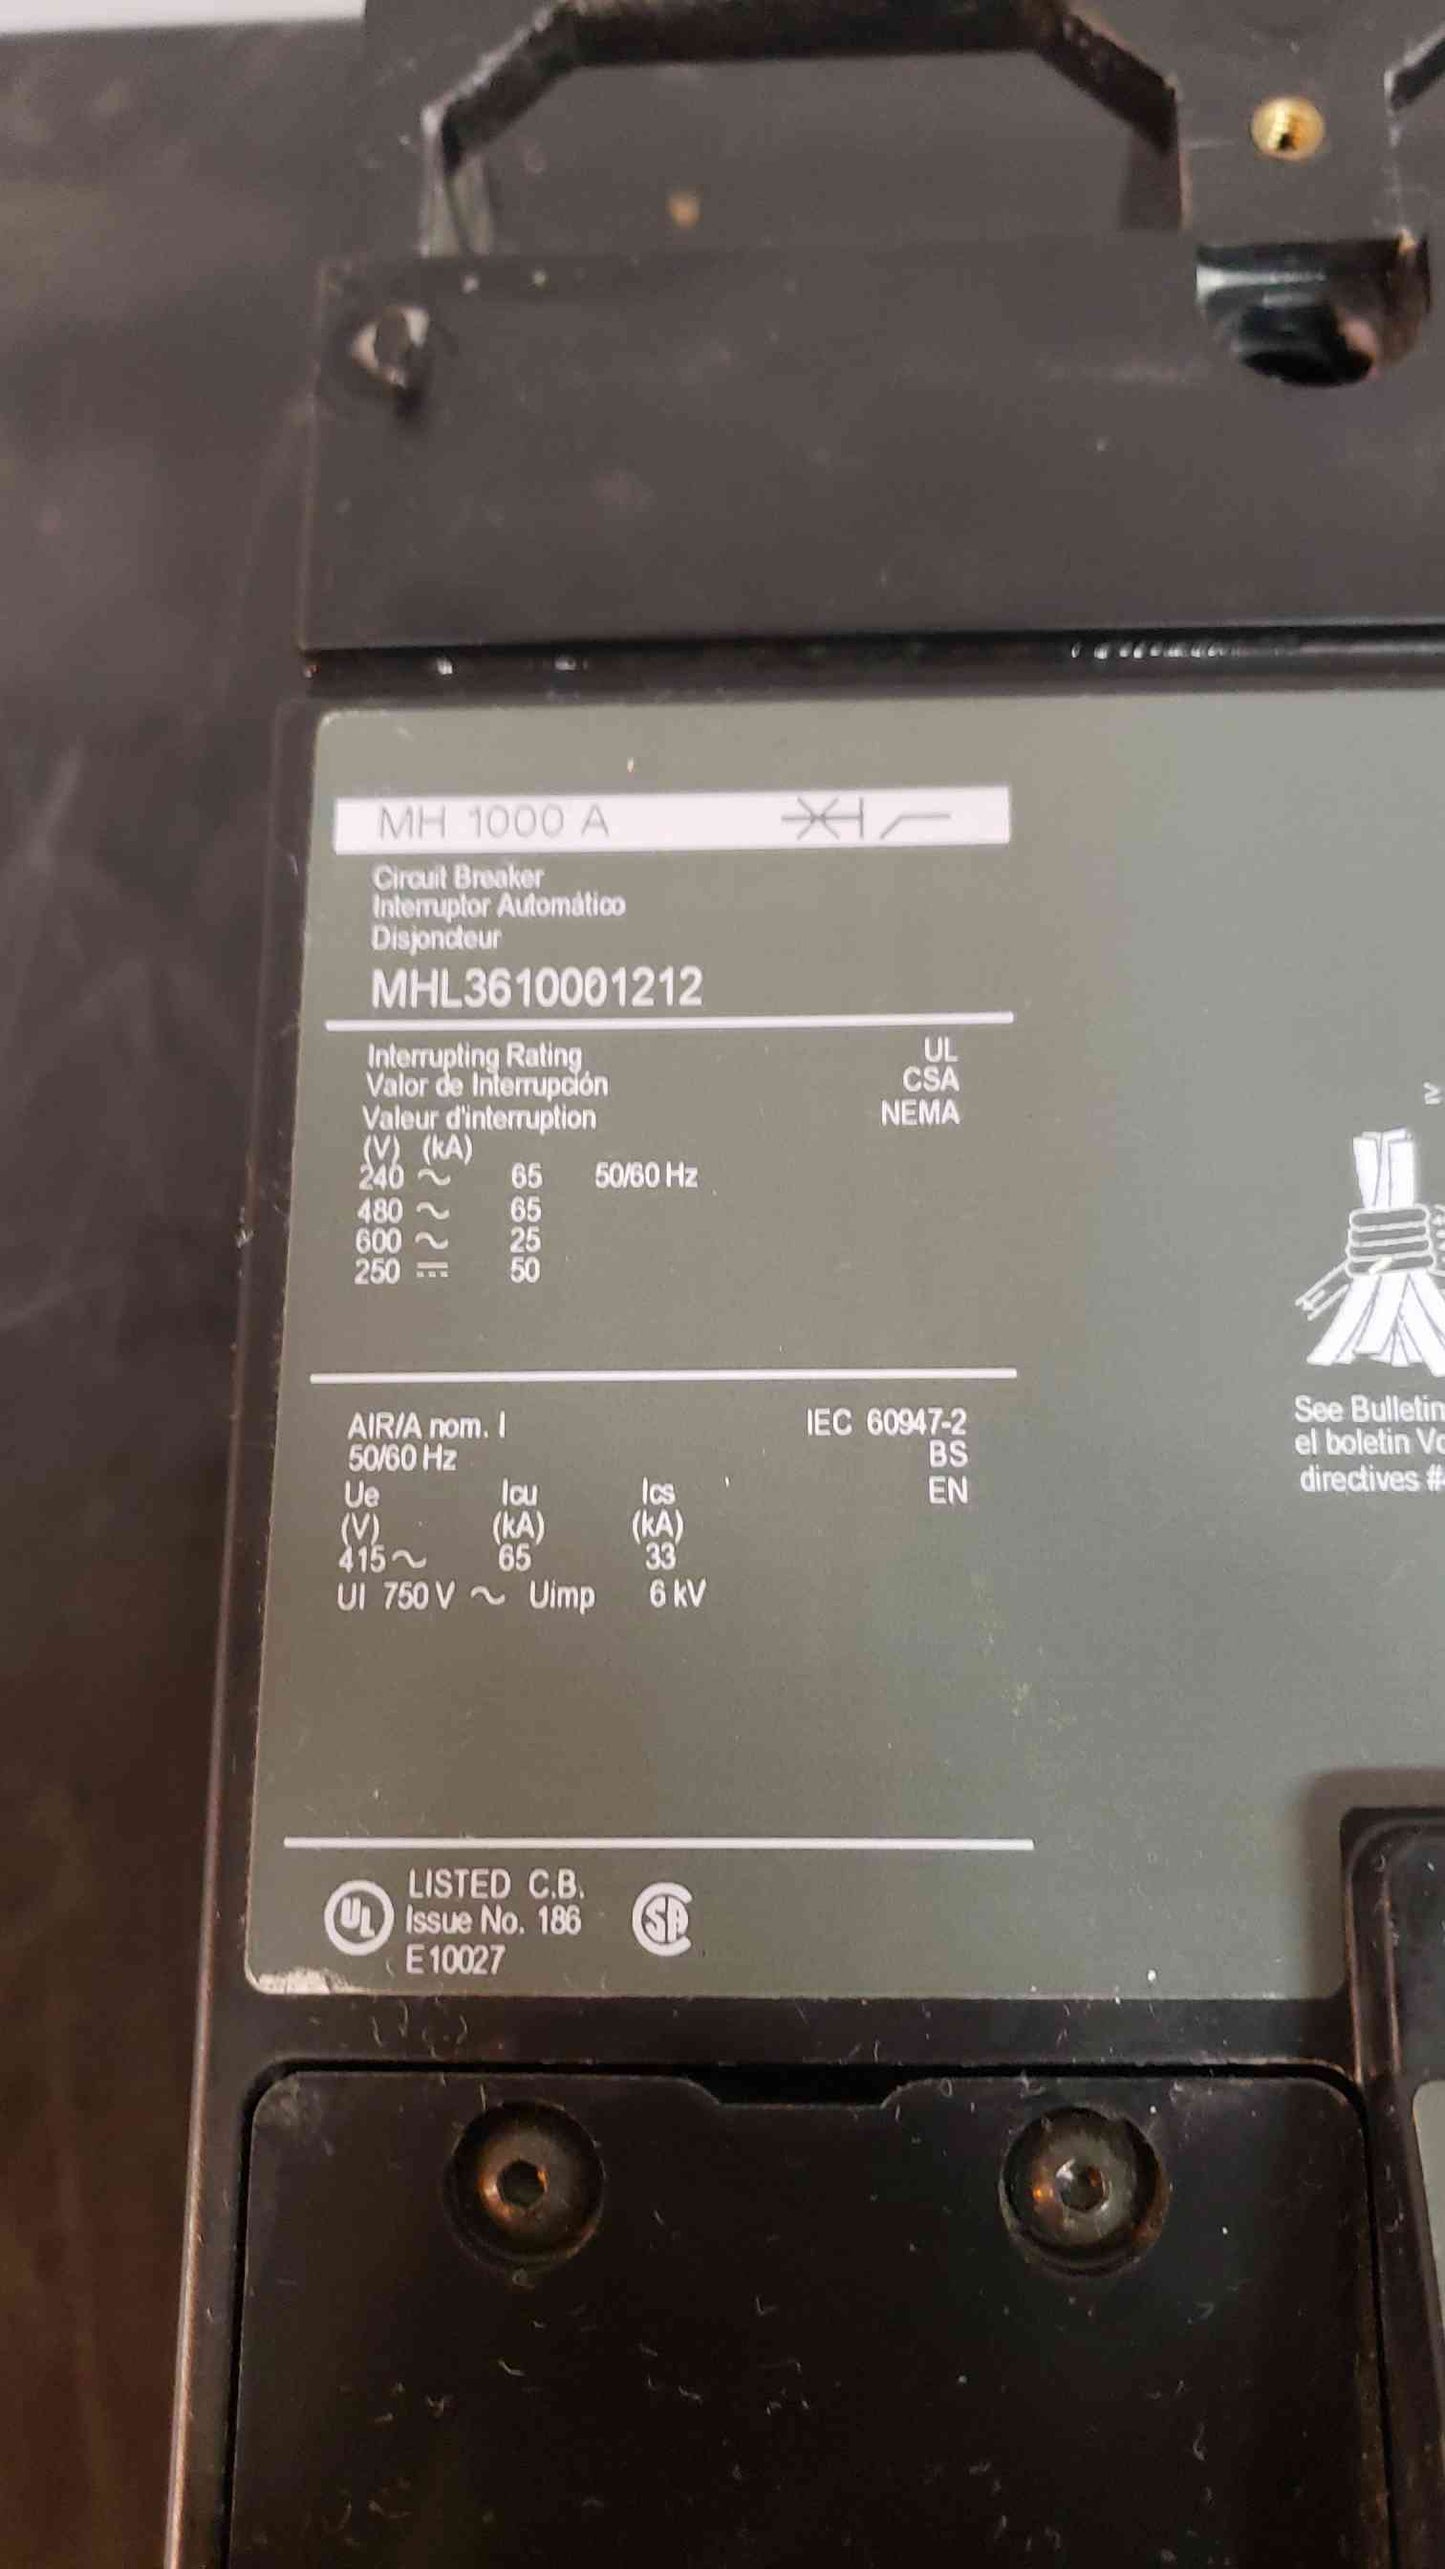 MH 1000 A
Circuit Breaker
Interruptor Automático
Disjoncteur
MHL3610001212
Interrupting Rating UL
Valor de Interrupción CSA
Valeur d'interruption NEMA
(V) (kA)
240 ~ 65 50/60 Hz
480 ~ 65
600 ~ 25
250 ⎓ 50
AIR/A nom. I IEC 60947-2
50/60 Hz BS
Ue Icu Ics EN
(V) (kA) (kA)
415 ~ 65 33
UI 750 V ~ Uimp 6 kV
See Bulletin
el boletin
directives #
UL LISTED C.B. SA
Issue No. 186
E10027